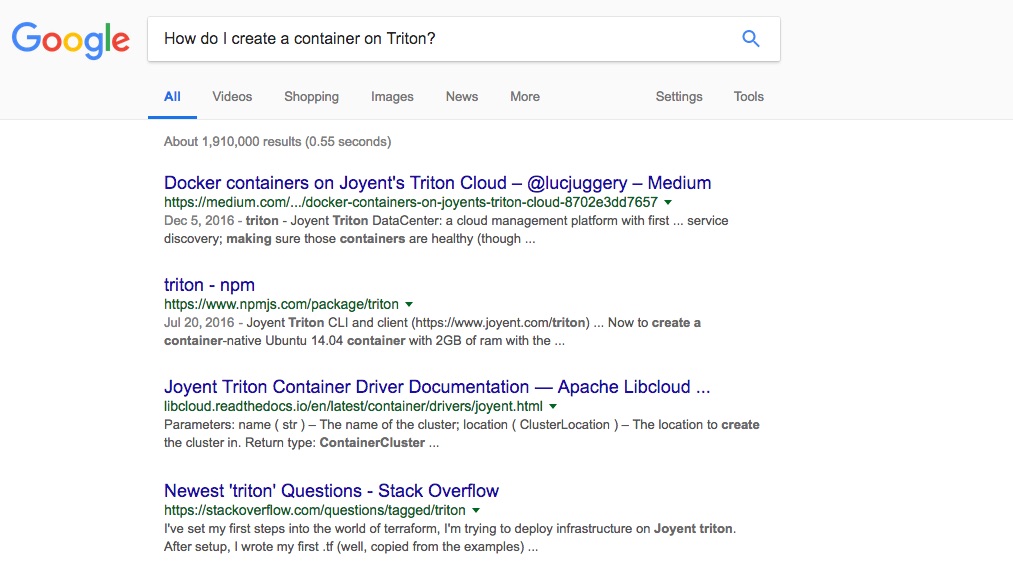 Google
How do I create a container on Triton?
All Videos Shopping Images News More Settings Tools
About 1,910,000 results (0.55 seconds)
Docker containers on Joyent's Triton Cloud – @lucjuggery – Medium
https://medium.com/.../docker-containers-on-joyents-triton-cloud-8702e3dd7657
Dec 5, 2016 - triton - Joyent Triton DataCenter: a cloud management platform with first ... service
discovery; making sure those containers are healthy (though ...
triton - npm
https://www.npmjs.com/package/triton
Jul 20, 2016 - Joyent Triton CLI and client (https://www.joyent.com/triton) ... Now to create a
container-native Ubuntu 14.04 container with 2GB of ram with the ...
Joyent Triton Container Driver Documentation — Apache Libcloud ...
libcloud.readthedocs.io/en/latest/container/drivers/joyent.html
Parameters: name ( str ) – The name of the cluster; location ( ClusterLocation ) – The location to create
the cluster in. Return type: ContainerCluster ...
Newest 'triton' Questions - Stack Overflow
https://stackoverflow.com/questions/tagged/triton
I've set my first steps into the world of terraform, I'm trying to deploy infrastructure on Joyent triton.
After setup, I wrote my first .tf (well, copied from the examples) ...